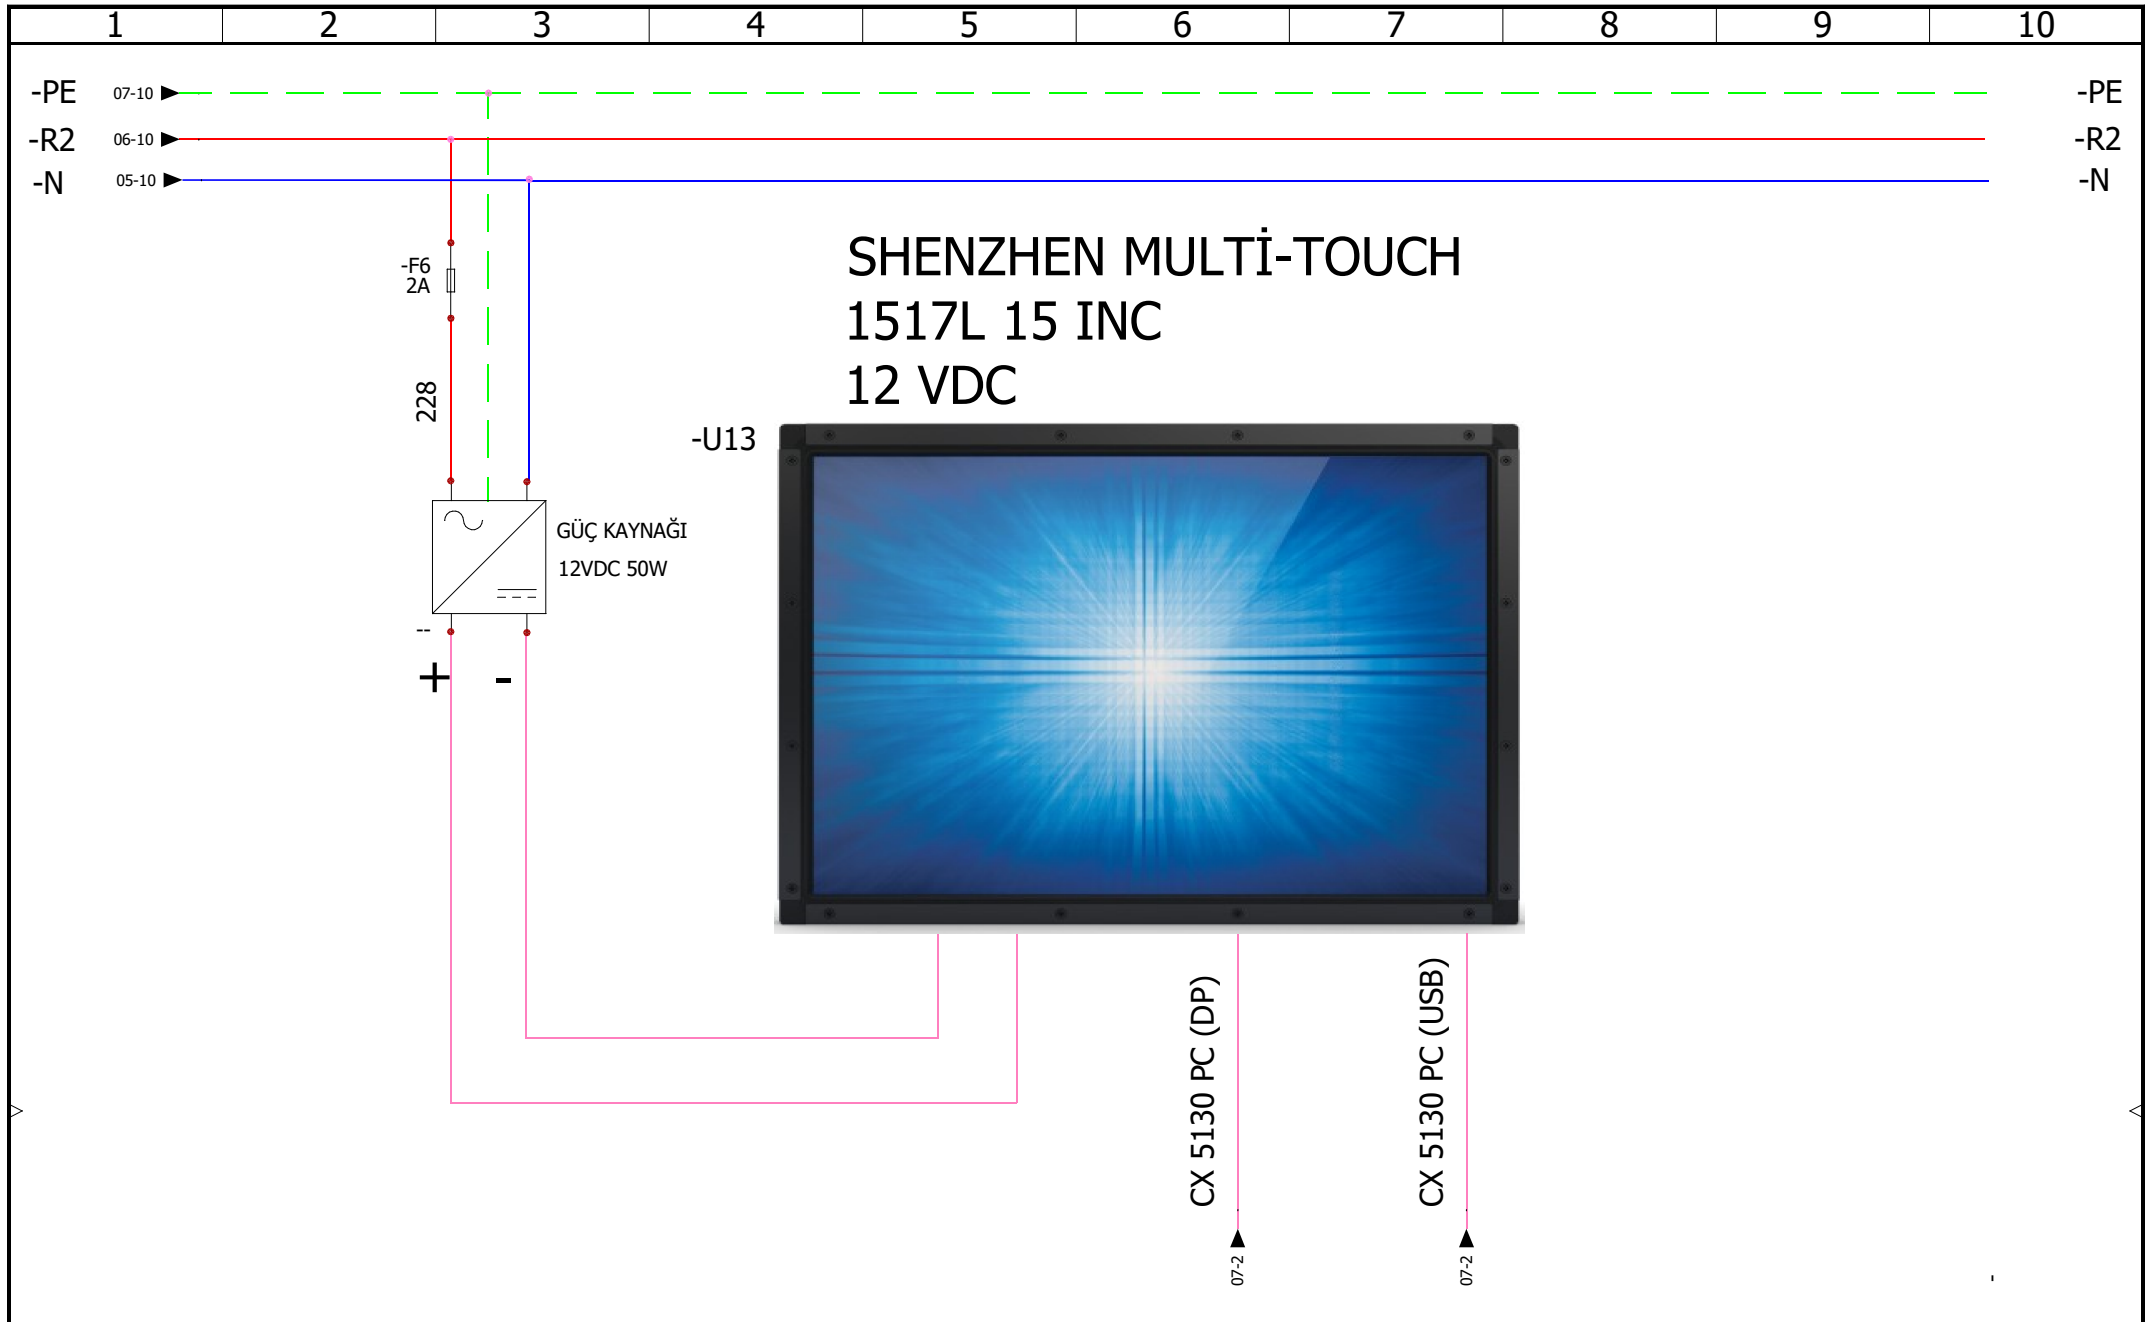 1 2 3 4 5 6 7 8 9 10
-PE 07-10 -PE
-R2 06-10 -R2
-N 05-10 -N
SHENZHEN MULTİ-TOUCH
1517L 15 INC
12 VDC
-F6
2A
228
-U13
GÜÇ KAYNAĞI
12VDC 50W
--
+ -
CX 5130 PC (DP)
CX 5130 PC (USB)
07-2
07-2